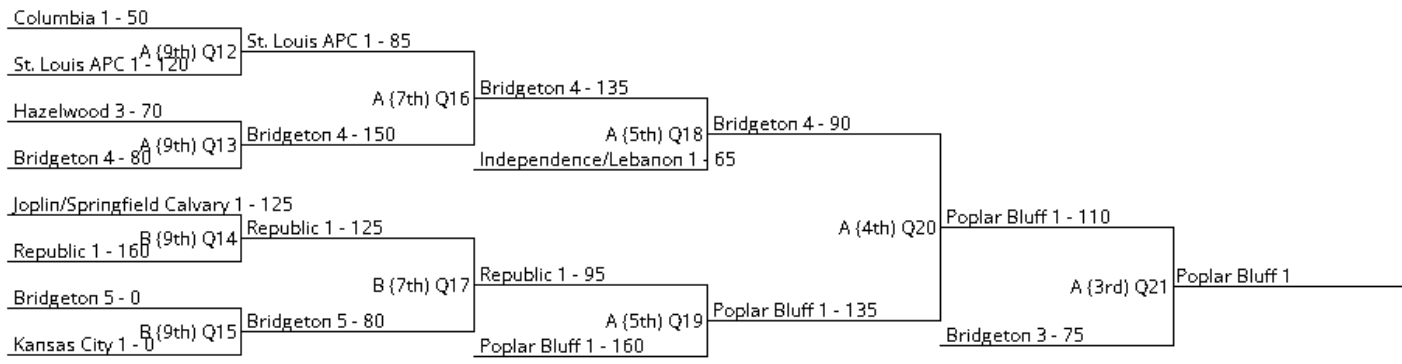 Columbia 1 - 50
A (9th) Q12
St. Louis APC 1 - 120
St. Louis APC 1 - 85
Hazelwood 3 - 70
A (9th) Q13
Bridgeton 4 - 80
Bridgeton 4 - 150
A (7th) Q16
Bridgeton 4 - 135
A (5th) Q18
Independence/Lebanon 1 - 65
Bridgeton 4 - 90
Joplin/Springfield Calvary 1 - 125
B (9th) Q14
Republic 1 - 160
Republic 1 - 125
Bridgeton 5 - 0
B (9th) Q15
Kansas City 1 - 0
Bridgeton 5 - 80
B (7th) Q17
Republic 1 - 95
A (5th) Q19
Poplar Bluff 1 - 160
Poplar Bluff 1 - 135
A (4th) Q20
Poplar Bluff 1 - 110
A (3rd) Q21
Bridgeton 3 - 75
Poplar Bluff 1